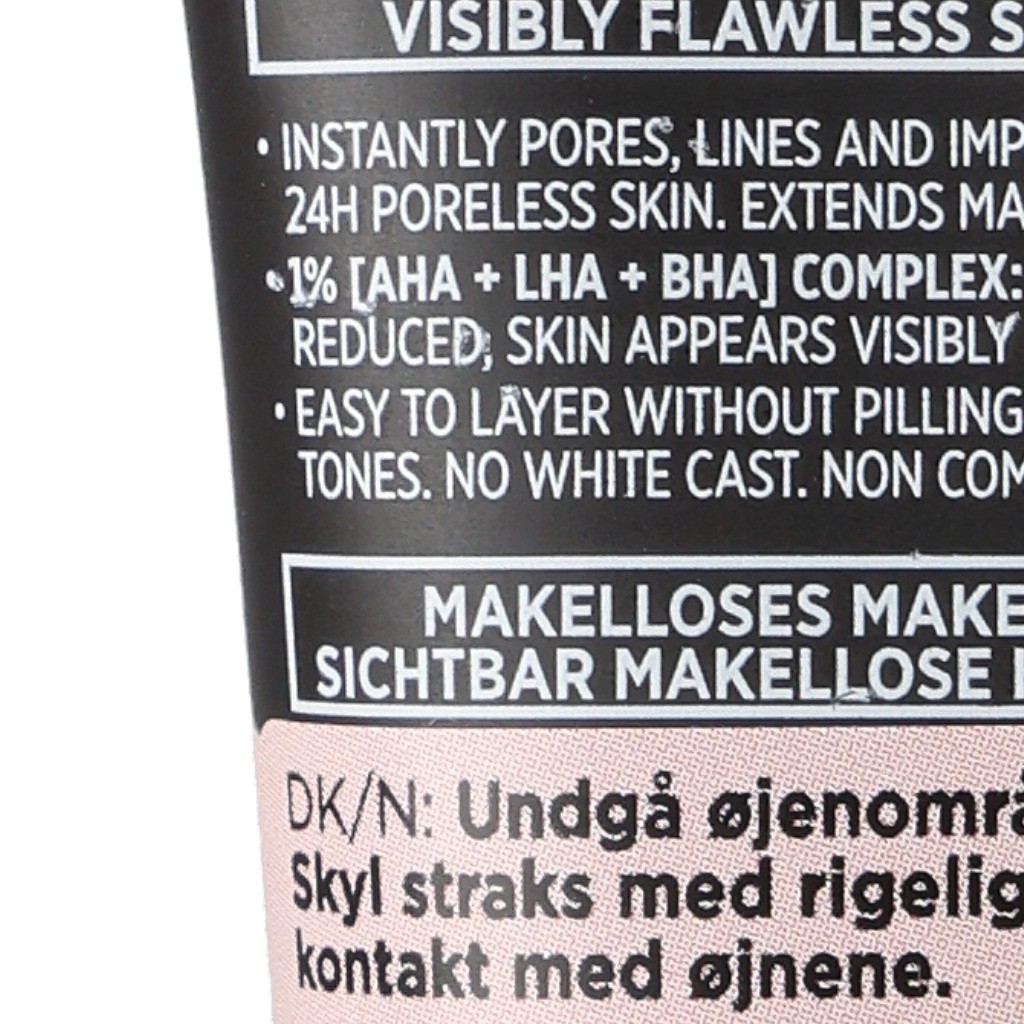 VISIBLY FLAWLESS S
• INSTANTLY PORES, LINES AND IMP
24H PORELESS SKIN. EXTENDS MA
• 1% [AHA + LHA + BHA] COMPLEX:
REDUCED, SKIN APPEARS VISIBLY
• EASY TO LAYER WITHOUT PILLING
TONES. NO WHITE CAST. NON COM
MAKELLOSES MAKE
SICHTBAR MAKELLOSE
DK/N: Undgå øjenområ
Skyl straks med rigelig
kontakt med øjnene.